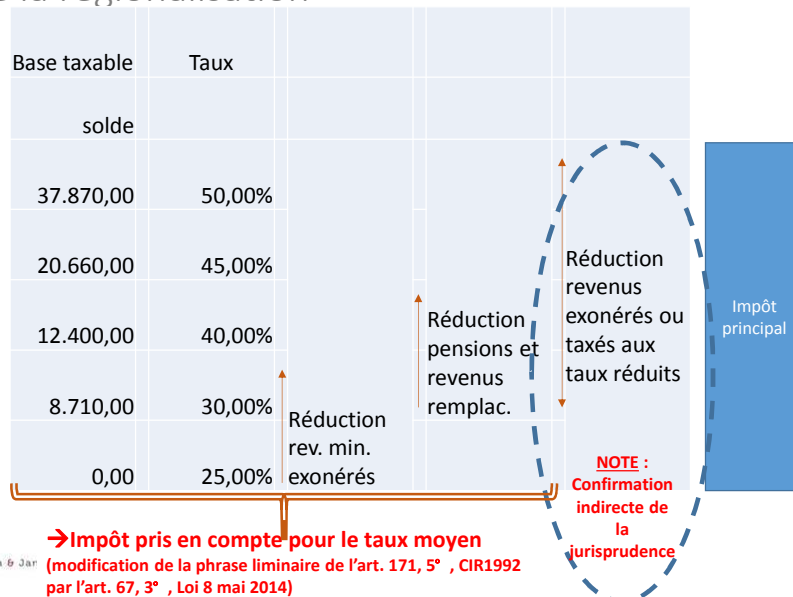 la régionalisation
Base taxable Taux
solde
37.870,00 50,00%
20.660,00 45,00%
12.400,00 40,00%
8.710,00 30,00%
0,00 25,00%
Réduction
rev. min.
exonérés
Réduction
pensions et
revenus
remplac.
Réduction
revenus
exonérés ou
taxés aux
taux réduits
NOTE :
Confirmation
indirecte de
la
jurisprudence
Impôt
principal
→Impôt pris en compte pour le taux moyen
(modification de la phrase liminaire de l’art. 171, 5° , CIR1992
par l’art. 67, 3° , Loi 8 mai 2014)